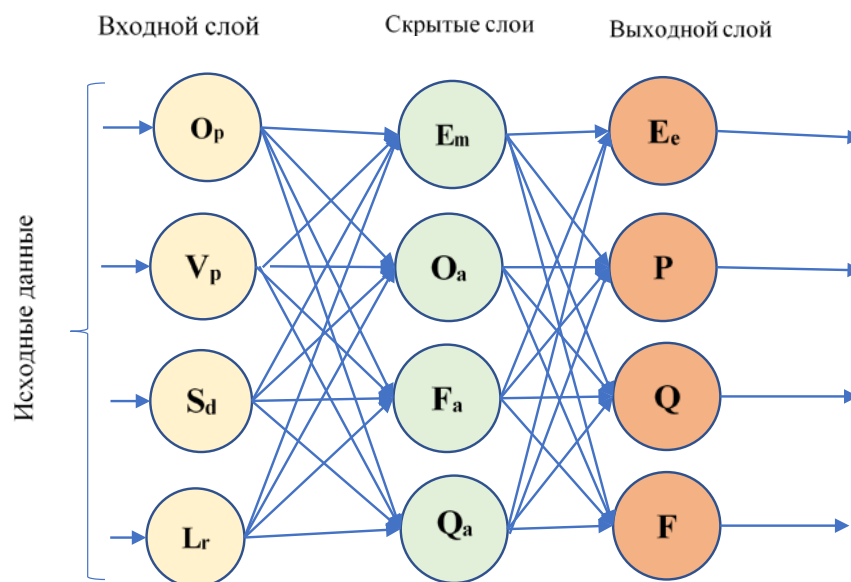 Входной слой Скрытые слои Выходной слой
Исходные данные
Op Em Ee
Vp Oa P
Sd Fa Q
Lr Qa F